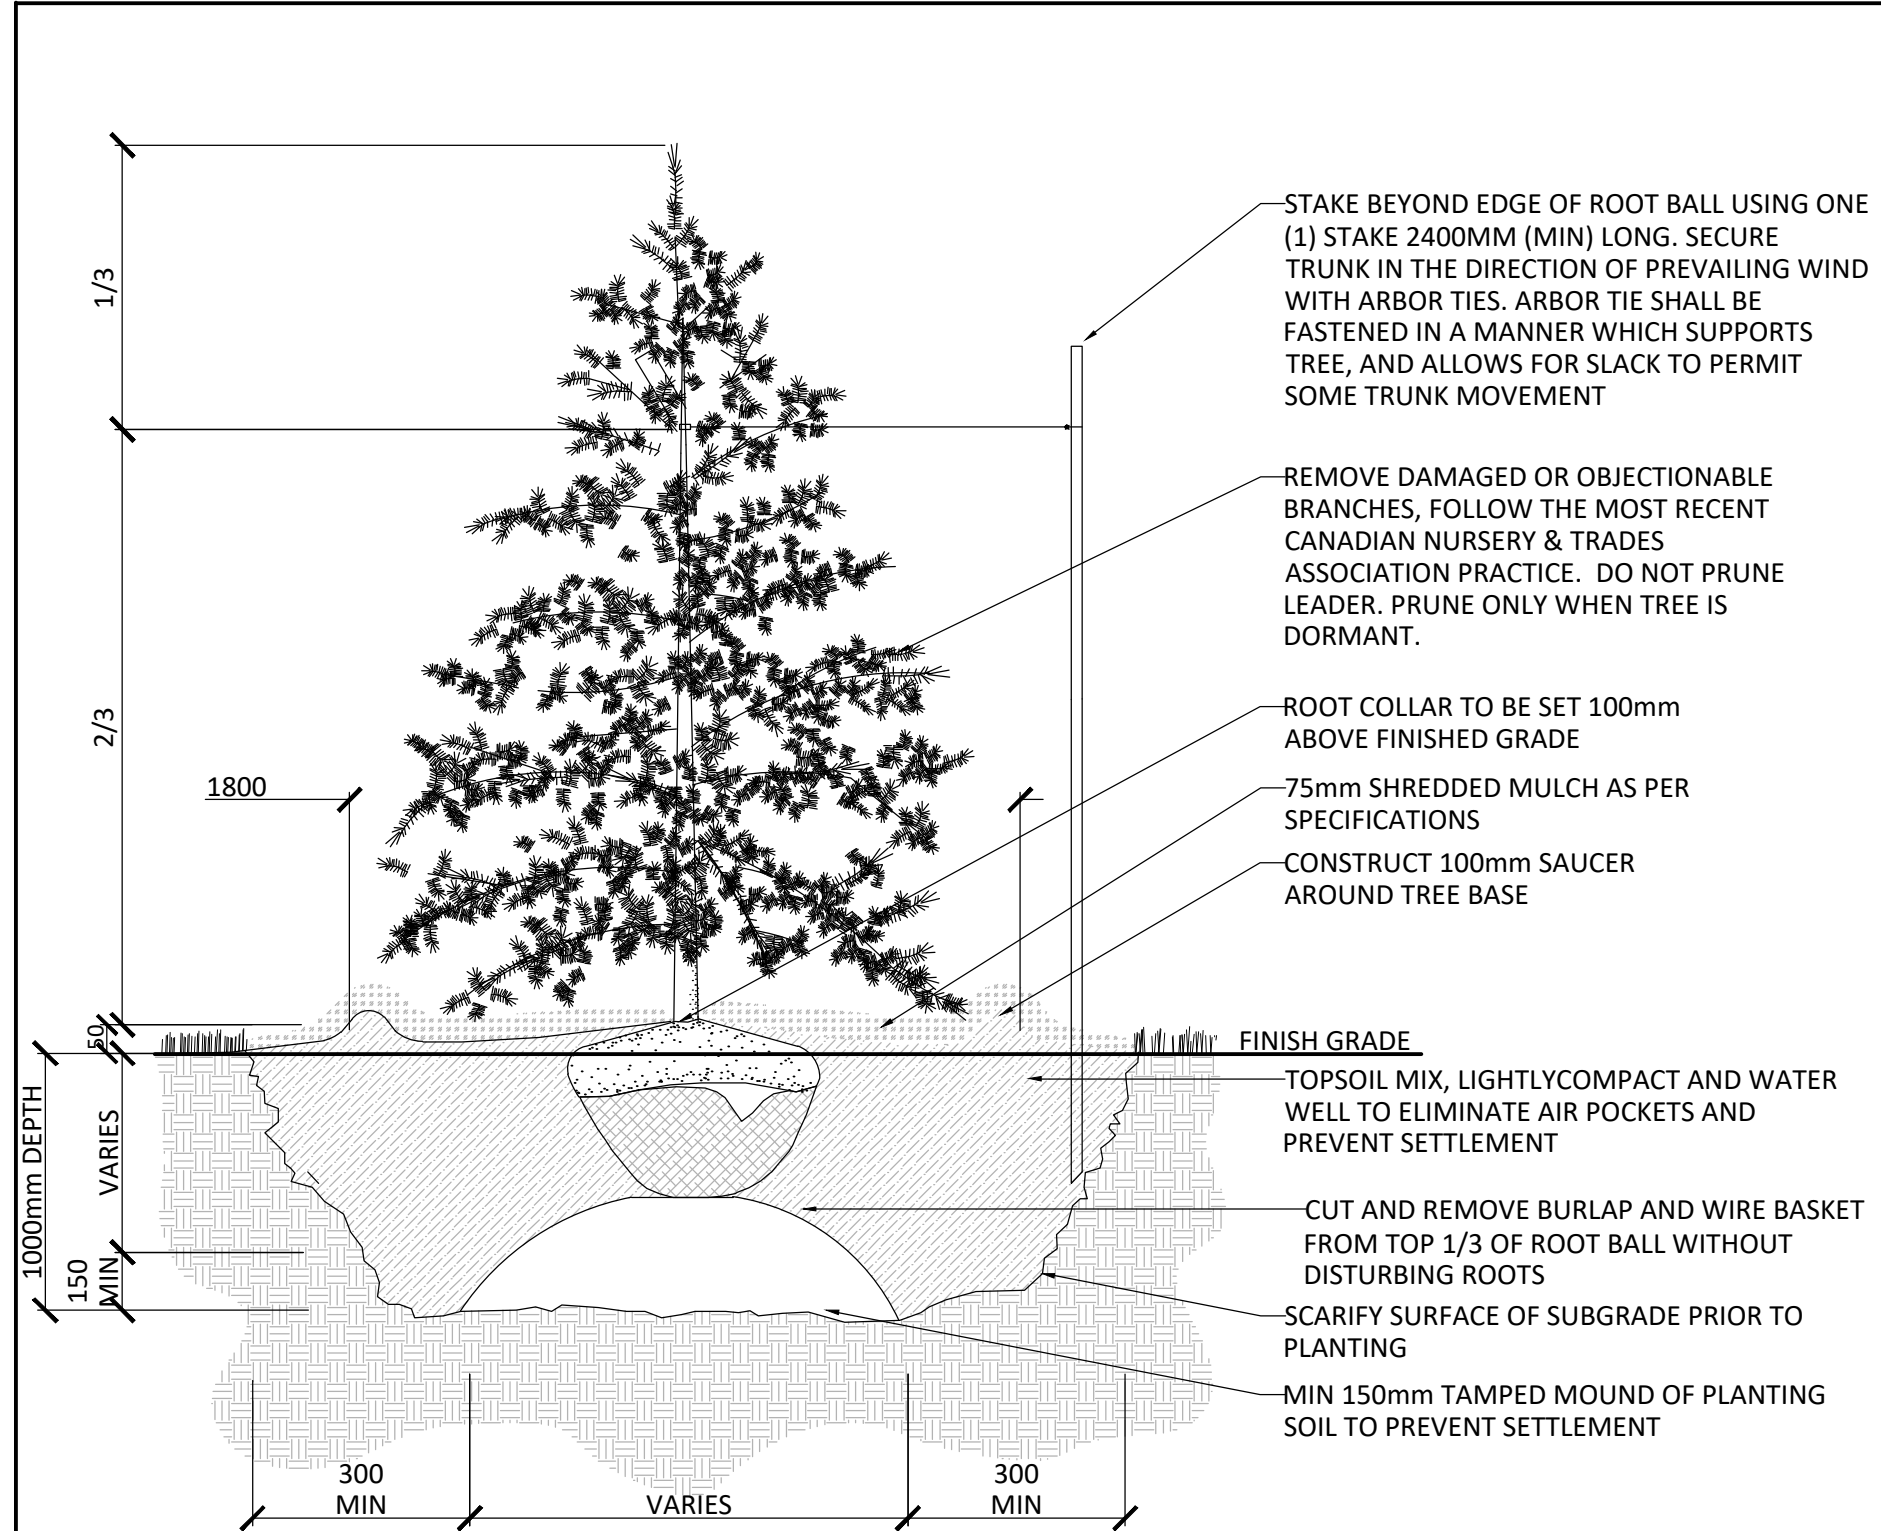 STAKE BEYOND EDGE OF ROOT BALL USING ONE
(1) STAKE 2400MM (MIN) LONG. SECURE
TRUNK IN THE DIRECTION OF PREVAILING WIND
WITH ARBOR TIES. ARBOR TIE SHALL BE
FASTENED IN A MANNER WHICH SUPPORTS
TREE, AND ALLOWS FOR SLACK TO PERMIT
SOME TRUNK MOVEMENT
REMOVE DAMAGED OR OBJECTIONABLE
BRANCHES, FOLLOW THE MOST RECENT
CANADIAN NURSERY & TRADES
ASSOCIATION PRACTICE. DO NOT PRUNE
LEADER. PRUNE ONLY WHEN TREE IS
DORMANT.
ROOT COLLAR TO BE SET 100mm
ABOVE FINISHED GRADE
75mm SHREDDED MULCH AS PER
SPECIFICATIONS
CONSTRUCT 100mm SAUCER
AROUND TREE BASE
FINISH GRADE
TOPSOIL MIX, LIGHTLYCOMPACT AND WATER
WELL TO ELIMINATE AIR POCKETS AND
PREVENT SETTLEMENT
CUT AND REMOVE BURLAP AND WIRE BASKET
FROM TOP 1/3 OF ROOT BALL WITHOUT
DISTURBING ROOTS
SCARIFY SURFACE OF SUBGRADE PRIOR TO
PLANTING
MIN 150mm TAMPED MOUND OF PLANTING
SOIL TO PREVENT SETTLEMENT
1/3
2/3
1800
50
1000mm DEPTH
VARIES
150
MIN
300
MIN
VARIES
300
MIN